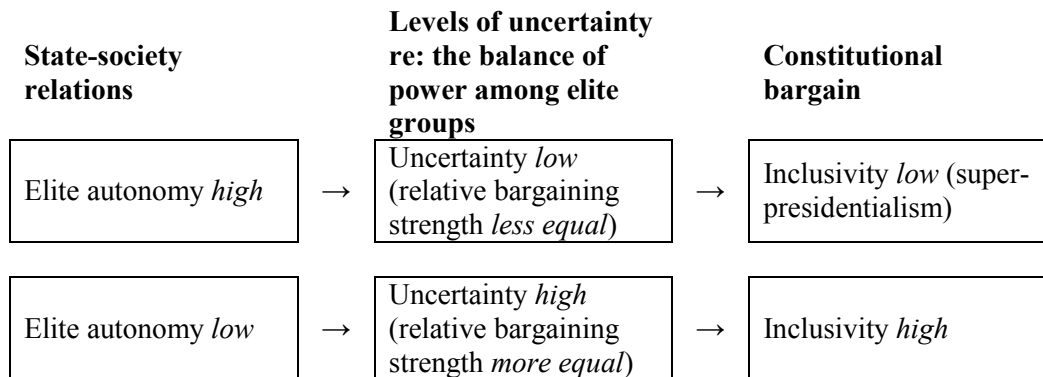 State-society
relations
Levels of uncertainty
re: the balance of
power among elite
groups
Constitutional
bargain
Elite autonomy high
→
Uncertainty low
(relative bargaining
strength less equal)
→
Inclusivity low (super-
presidentialism)
Elite autonomy low
→
Uncertainty high
(relative bargaining
strength more equal)
→
Inclusivity high